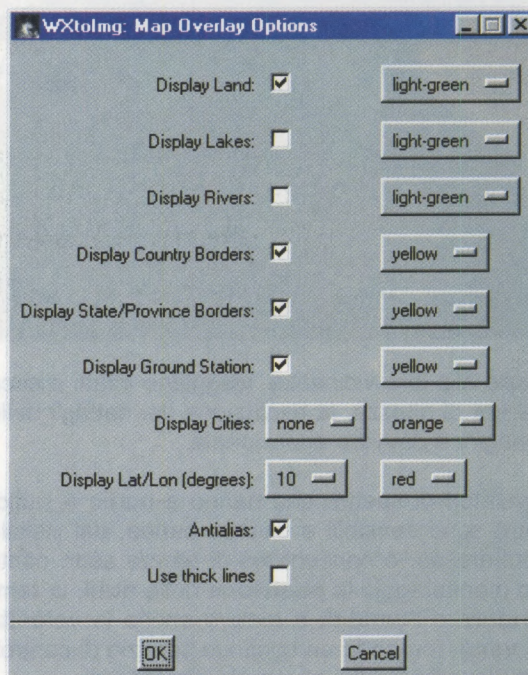 WXtoImg: Map Overlay Options
Display Land: light-green
Display Lakes: light-green
Display Rivers: light-green
Display Country Borders: yellow
Display State/Province Borders: yellow
Display Ground Station: yellow
Display Cities: none orange
Display Lat/Lon (degrees): 10 red
Antialias:
Use thick lines
OK Cancel